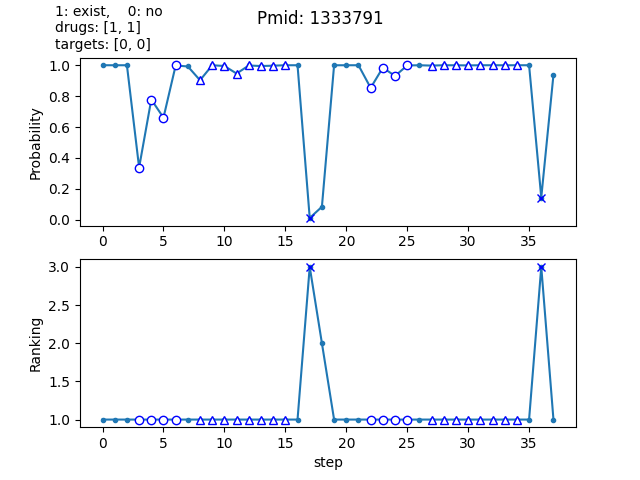 1: exist,    0: no
drugs: [1, 1]
targets: [0, 0]
Pmid: 1333791
1.0
0.8
0.6
0.4
0.2
0.0
Probability
0 5 10 15 20 25 30 35
3.0
2.5
2.0
1.5
1.0
Ranking
0 5 10 15 20 25 30 35
step